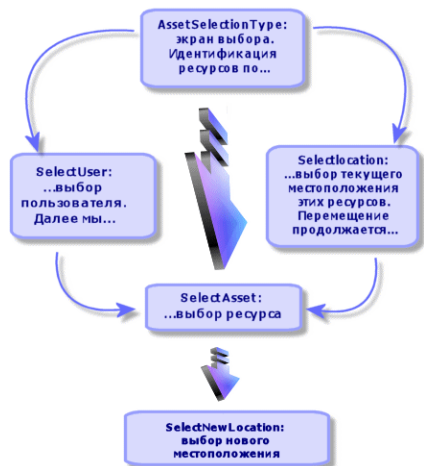 AssetSelectionType:
экран выбора.
Идентификация
ресурсов по...
SelectUser:
...выбор
пользователя.
Далее мы...
Selectlocation:
...выбор текущего
местоположения
этих ресурсов.
Перемещение
продолжается...
SelectAsset:
...выбор ресурса
SelectNewLocation:
выбор нового
местоположения